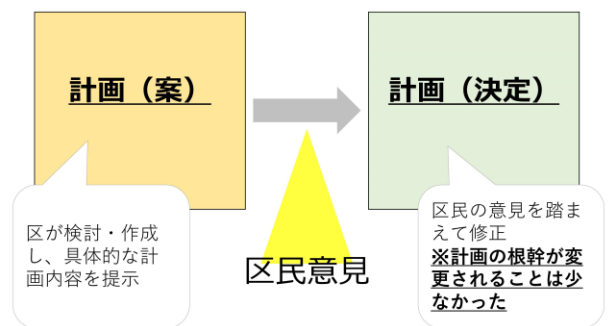 計画（案）
計画（決定）
区が検討・作成
し、具体的な計
画内容を提示
区民意見
区民の意見を踏ま
えて修正
※計画の根幹が変
更されることは少
なかった